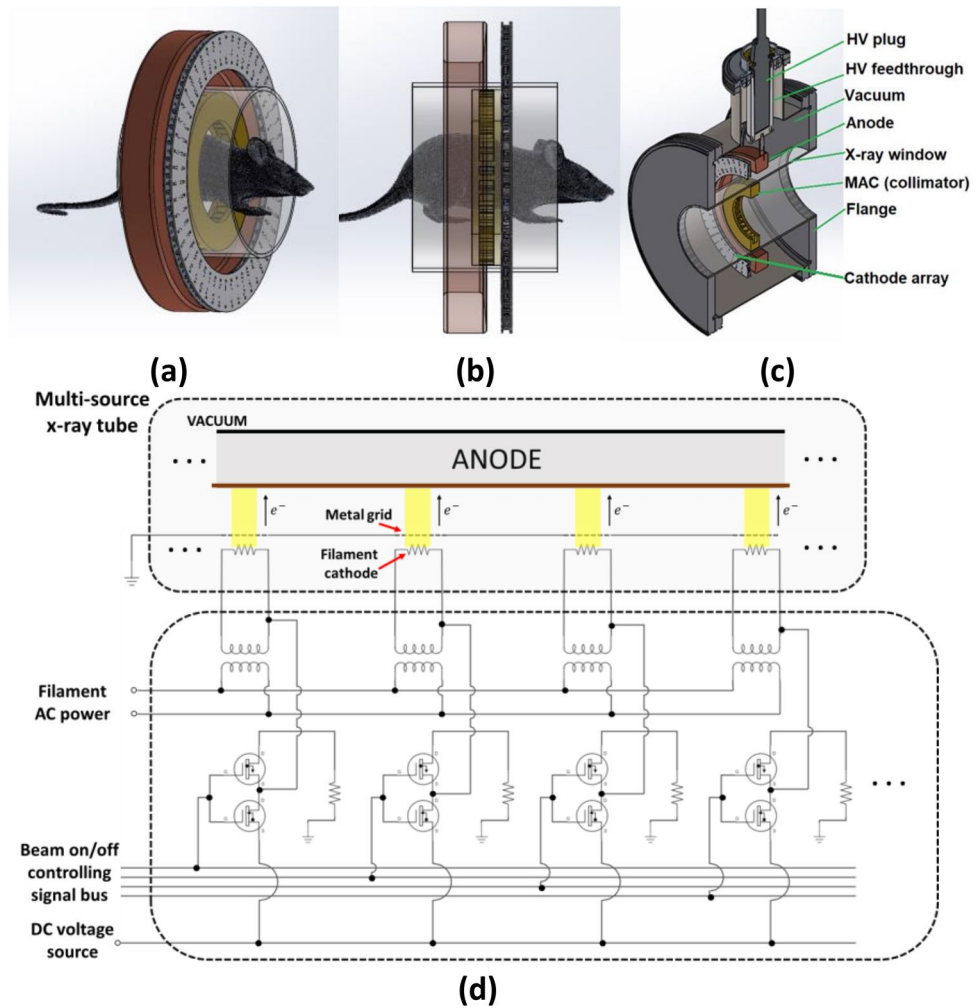 HV plug
HV feedthrough
Vacuum
Anode
X-ray window
MAC (collimator)
Flange
Cathode array
(a)
(b)
(c)
Multi-source
x-ray tube
VACUUM
ANODE
e⁻
e⁻
e⁻
e⁻
Metal grid
Filament
cathode
Filament
AC power
Beam on/off
controlling
signal bus
DC voltage
source
(d)